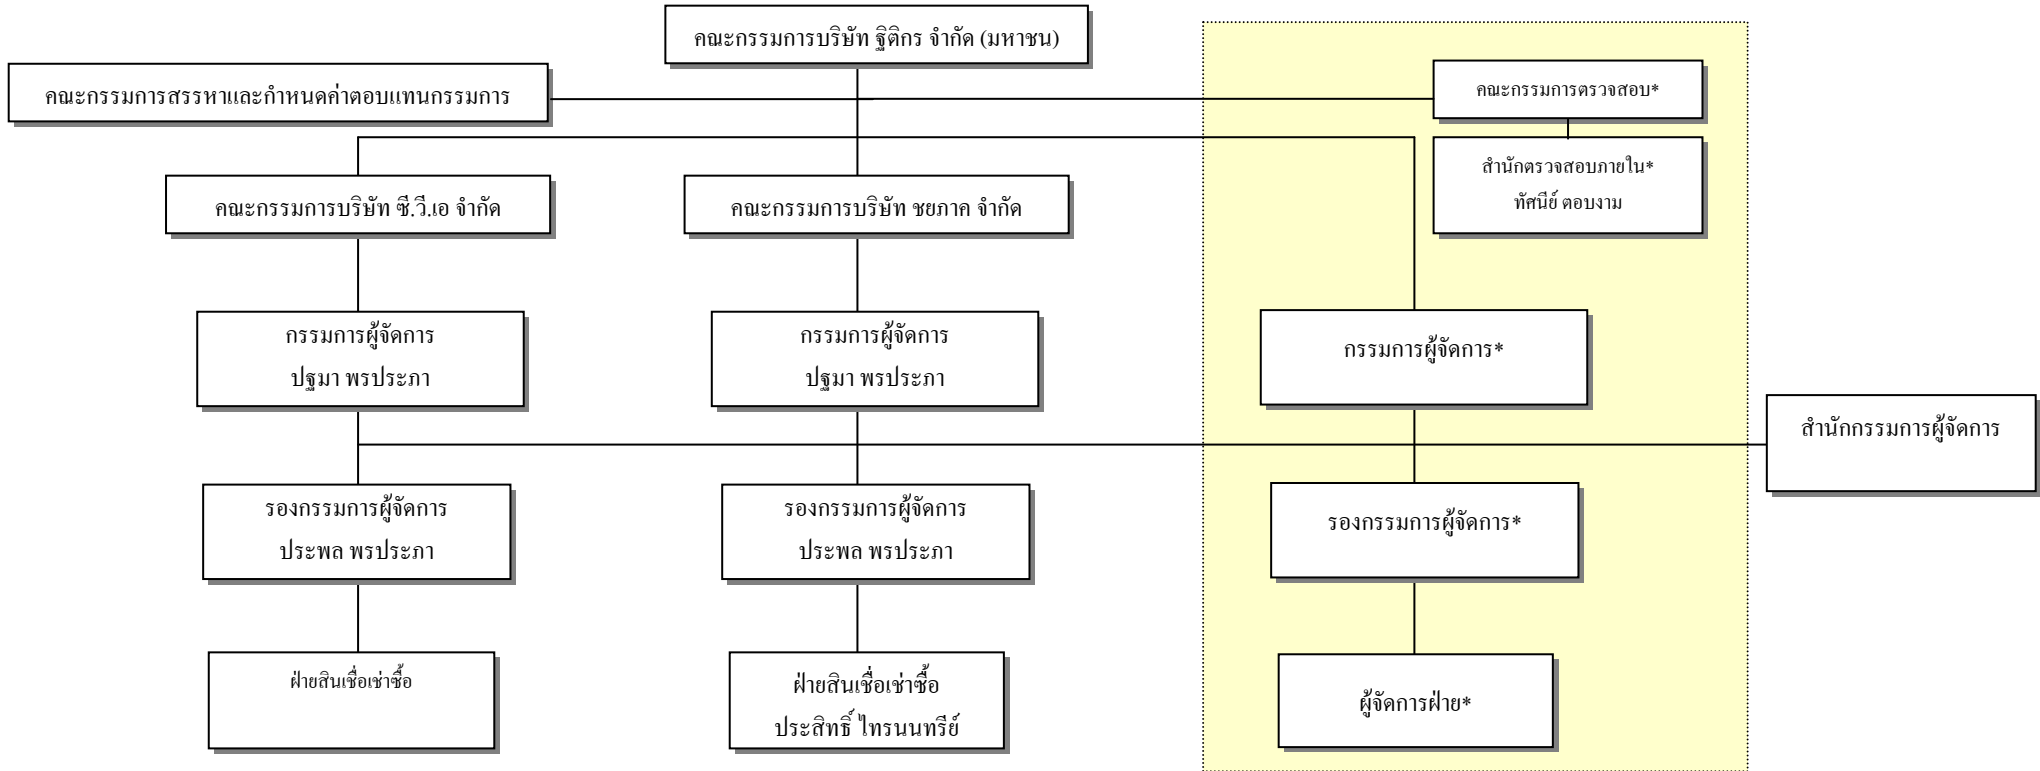 คณะกรรมการบริษัท ฐิติกร จำกัด (มหาชน)
คณะกรรมการสรรหาและกำหนดค่าตอบแทนกรรมการ
คณะกรรมการตรวจสอบ*
สำนักตรวจสอบภายใน*
ทัศนีย์ ตอบงาม
คณะกรรมการบริษัท ซี.วี.เอ จำกัด
คณะกรรมการบริษัท ชยภาค จำกัด
กรรมการผู้จัดการ
ปฐมา พรประภา
กรรมการผู้จัดการ
ปฐมา พรประภา
กรรมการผู้จัดการ*
สำนักกรรมการผู้จัดการ
รองกรรมการผู้จัดการ
ประพล พรประภา
รองกรรมการผู้จัดการ
ประพล พรประภา
รองกรรมการผู้จัดการ*
ฝ่ายสินเชื่อเช่าซื้อ
ฝ่ายสินเชื่อเช่าซื้อ
ประสิทธิ์ ไทรนนทรีย์
ผู้จัดการฝ่าย*